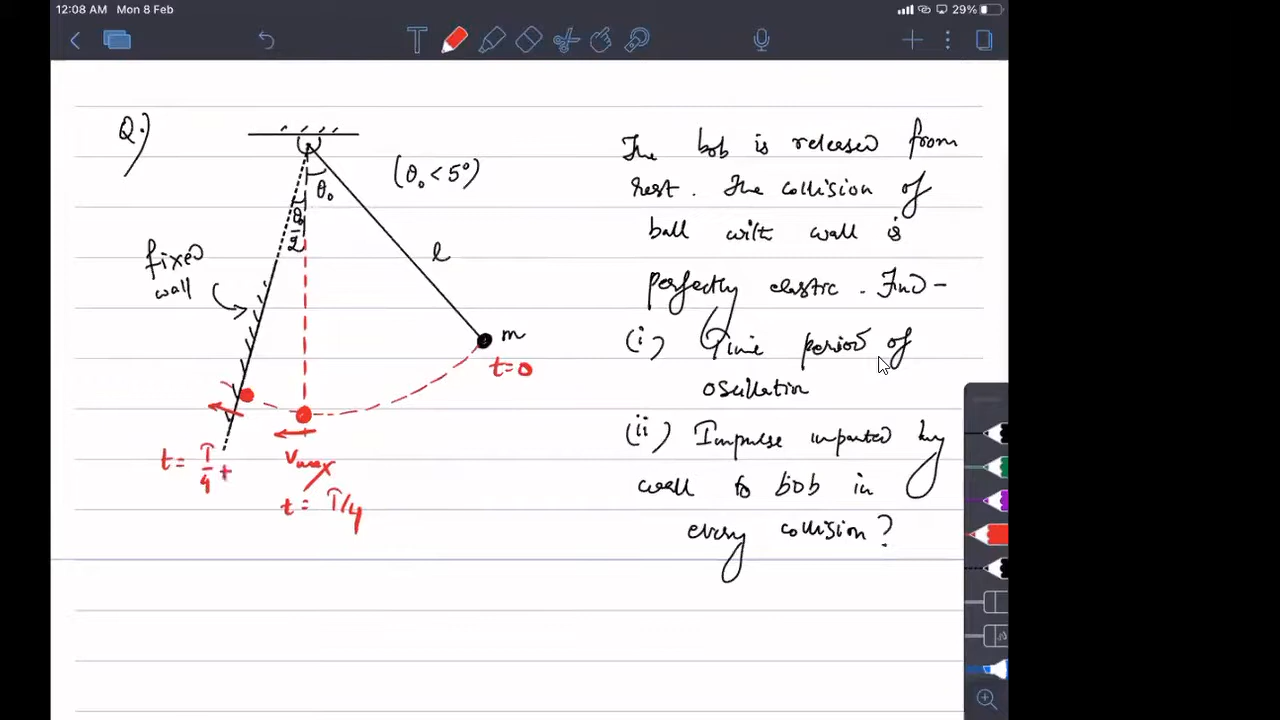 12:08 AM Mon 8 Feb
29%
T
Q.)
θ₀
(θ₀ < 5°)
θ₀/2
l
fixed
wall
m
t=0
t = T/4 +
vmax
t = T/4
The bob is released from
rest. The collision of
ball with wall is
perfectly elastic. Find -
(i) Time period of
oscillation
(ii) Impulse imparted by
wall to bob in
every collision?